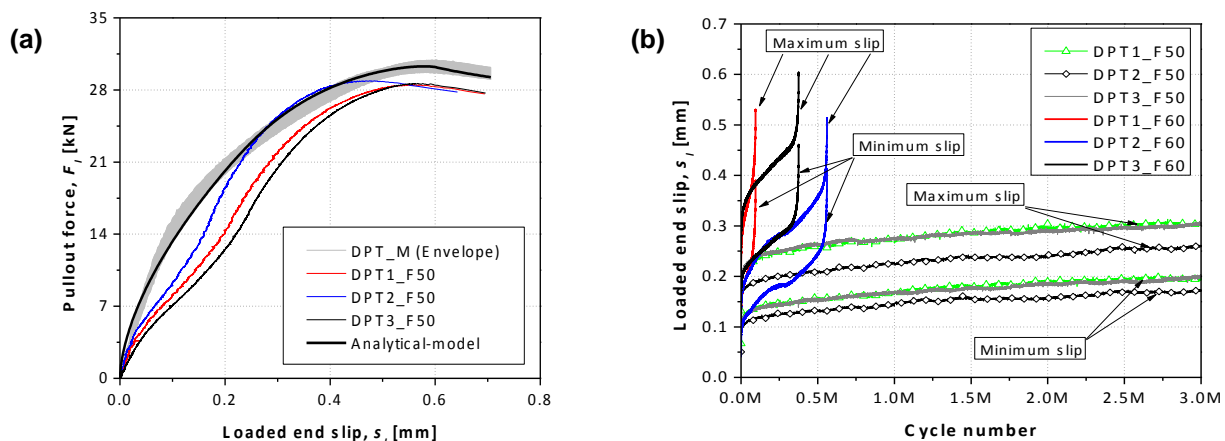 (a)
35
28
21
14
7
0
Pullout force, F_l [kN]
DPT_M (Envelope)
DPT1_F50
DPT2_F50
DPT3_F50
Analytical-model
0.0 0.2 0.4 0.6 0.8
Loaded end slip, s_l [mm]
(b)
0.7
0.6
0.5
0.4
0.3
0.2
0.1
0.0
Loaded end slip, s_l [mm]
Maximum slip
Minimum slip
DPT1_F50
DPT2_F50
DPT3_F50
DPT1_F60
DPT2_F60
DPT3_F60
Maximum slip
Minimum slip
0.0M 0.5M 1.0M 1.5M 2.0M 2.5M 3.0M
Cycle number